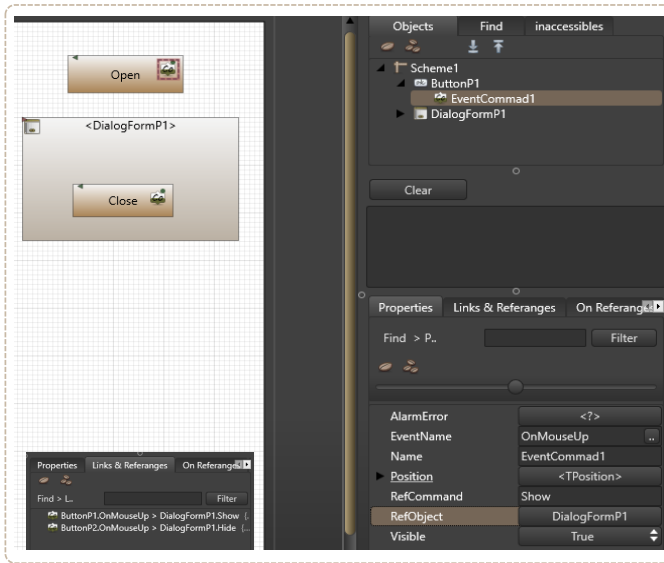 Open
<DialogFormP1>
Close
Properties Links & Referanges On Referange
Find > L..
Filter
ButtonP1.OnMouseUp > DialogFormP1.Show {.
ButtonP2.OnMouseUp > DialogFormP1.Hide {...
Objects Find inaccessibles
Scheme1
ButtonP1
EventCommad1
DialogFormP1
Clear
Properties Links & Referanges On Referang
Find > P..
Filter
AlarmError <?>
EventName OnMouseUp ..
Name EventCommad1
Position <TPosition>
RefCommand Show
RefObject DialogFormP1
Visible True